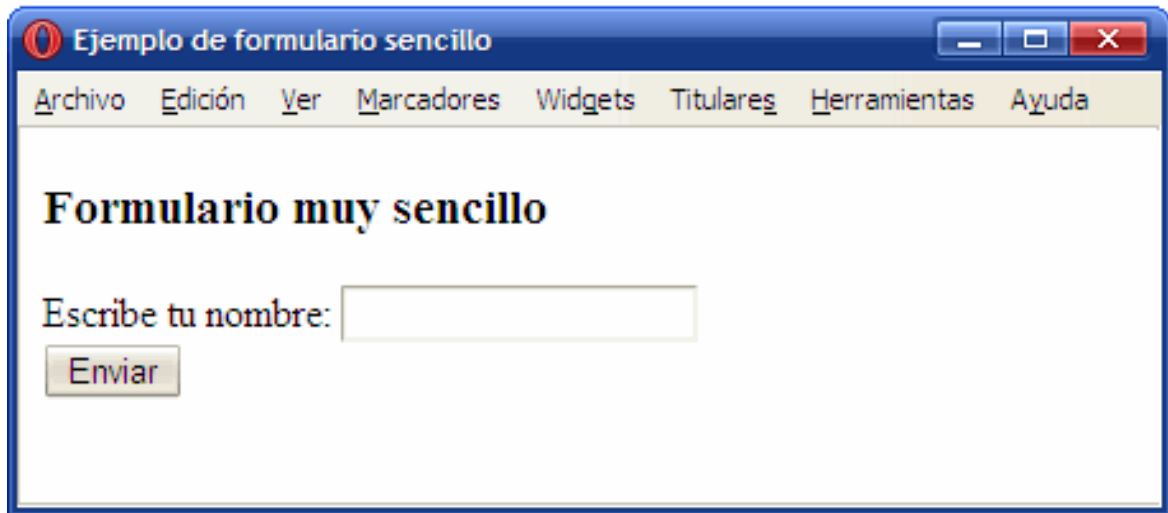 Ejemplo de formulario sencillo
Archivo Edición Ver Marcadores Widgets Titulares Herramientas Ayuda
Formulario muy sencillo
Escribe tu nombre:
Enviar